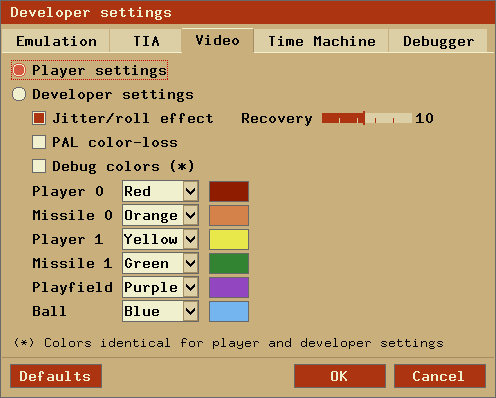 Developer settings
Emulation TIA Video Time Machine Debugger
Player settings
Developer settings
Jitter/roll effect Recovery 10
PAL color-loss
Debug colors (*)
Player 0 Red
Missile 0 Orange
Player 1 Yellow
Missile 1 Green
Playfield Purple
Ball Blue
(*) Colors identical for player and developer settings
Defaults OK Cancel